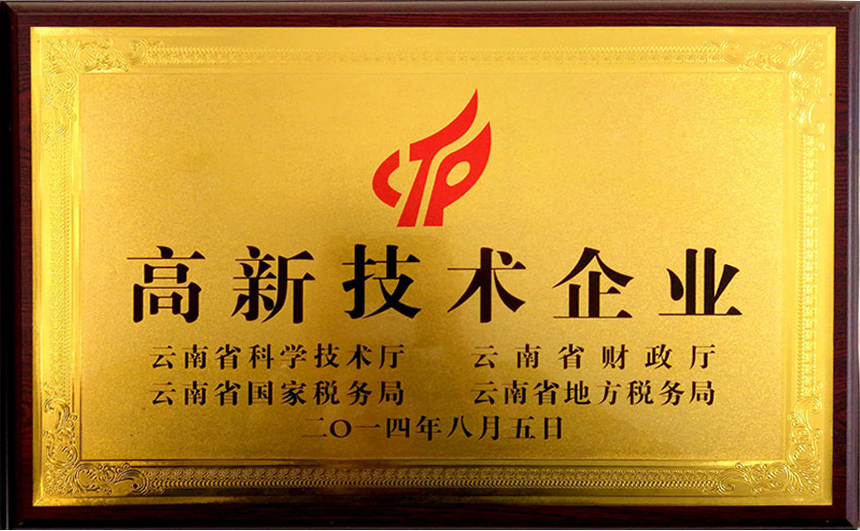 CTP
高新技术企业
云南省科学技术厅 云南省财政厅
云南省国家税务局 云南省地方税务局
二〇一四年八月五日